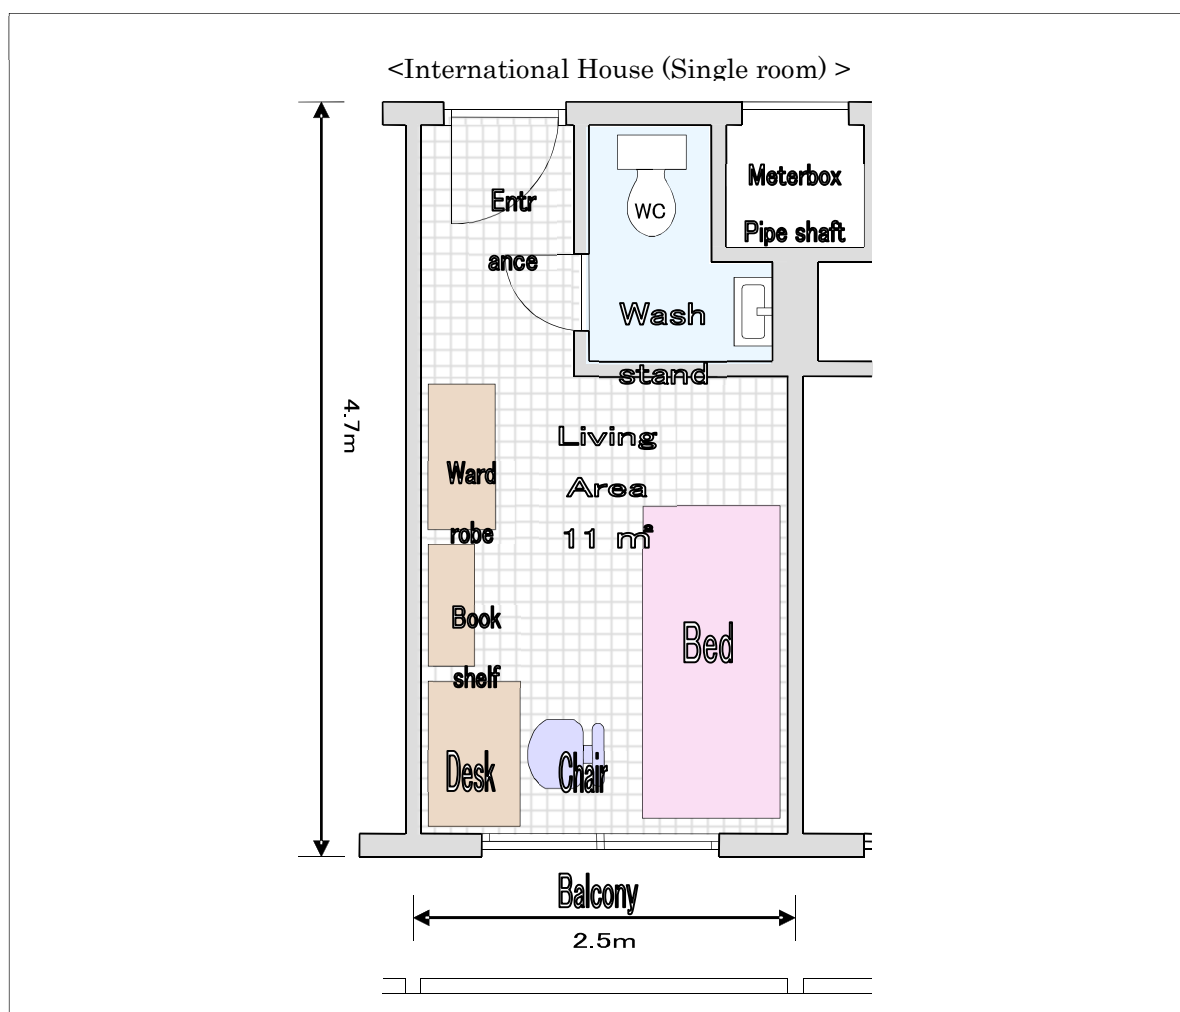 <International House (Single room) >
Entr
ance
WC
Meterbox
Pipe shaft
Wash
stand
4.7m
Living
Area
11 ㎡
Ward
robe
Book
shelf
Bed
Desk
Chair
Balcony
2.5m